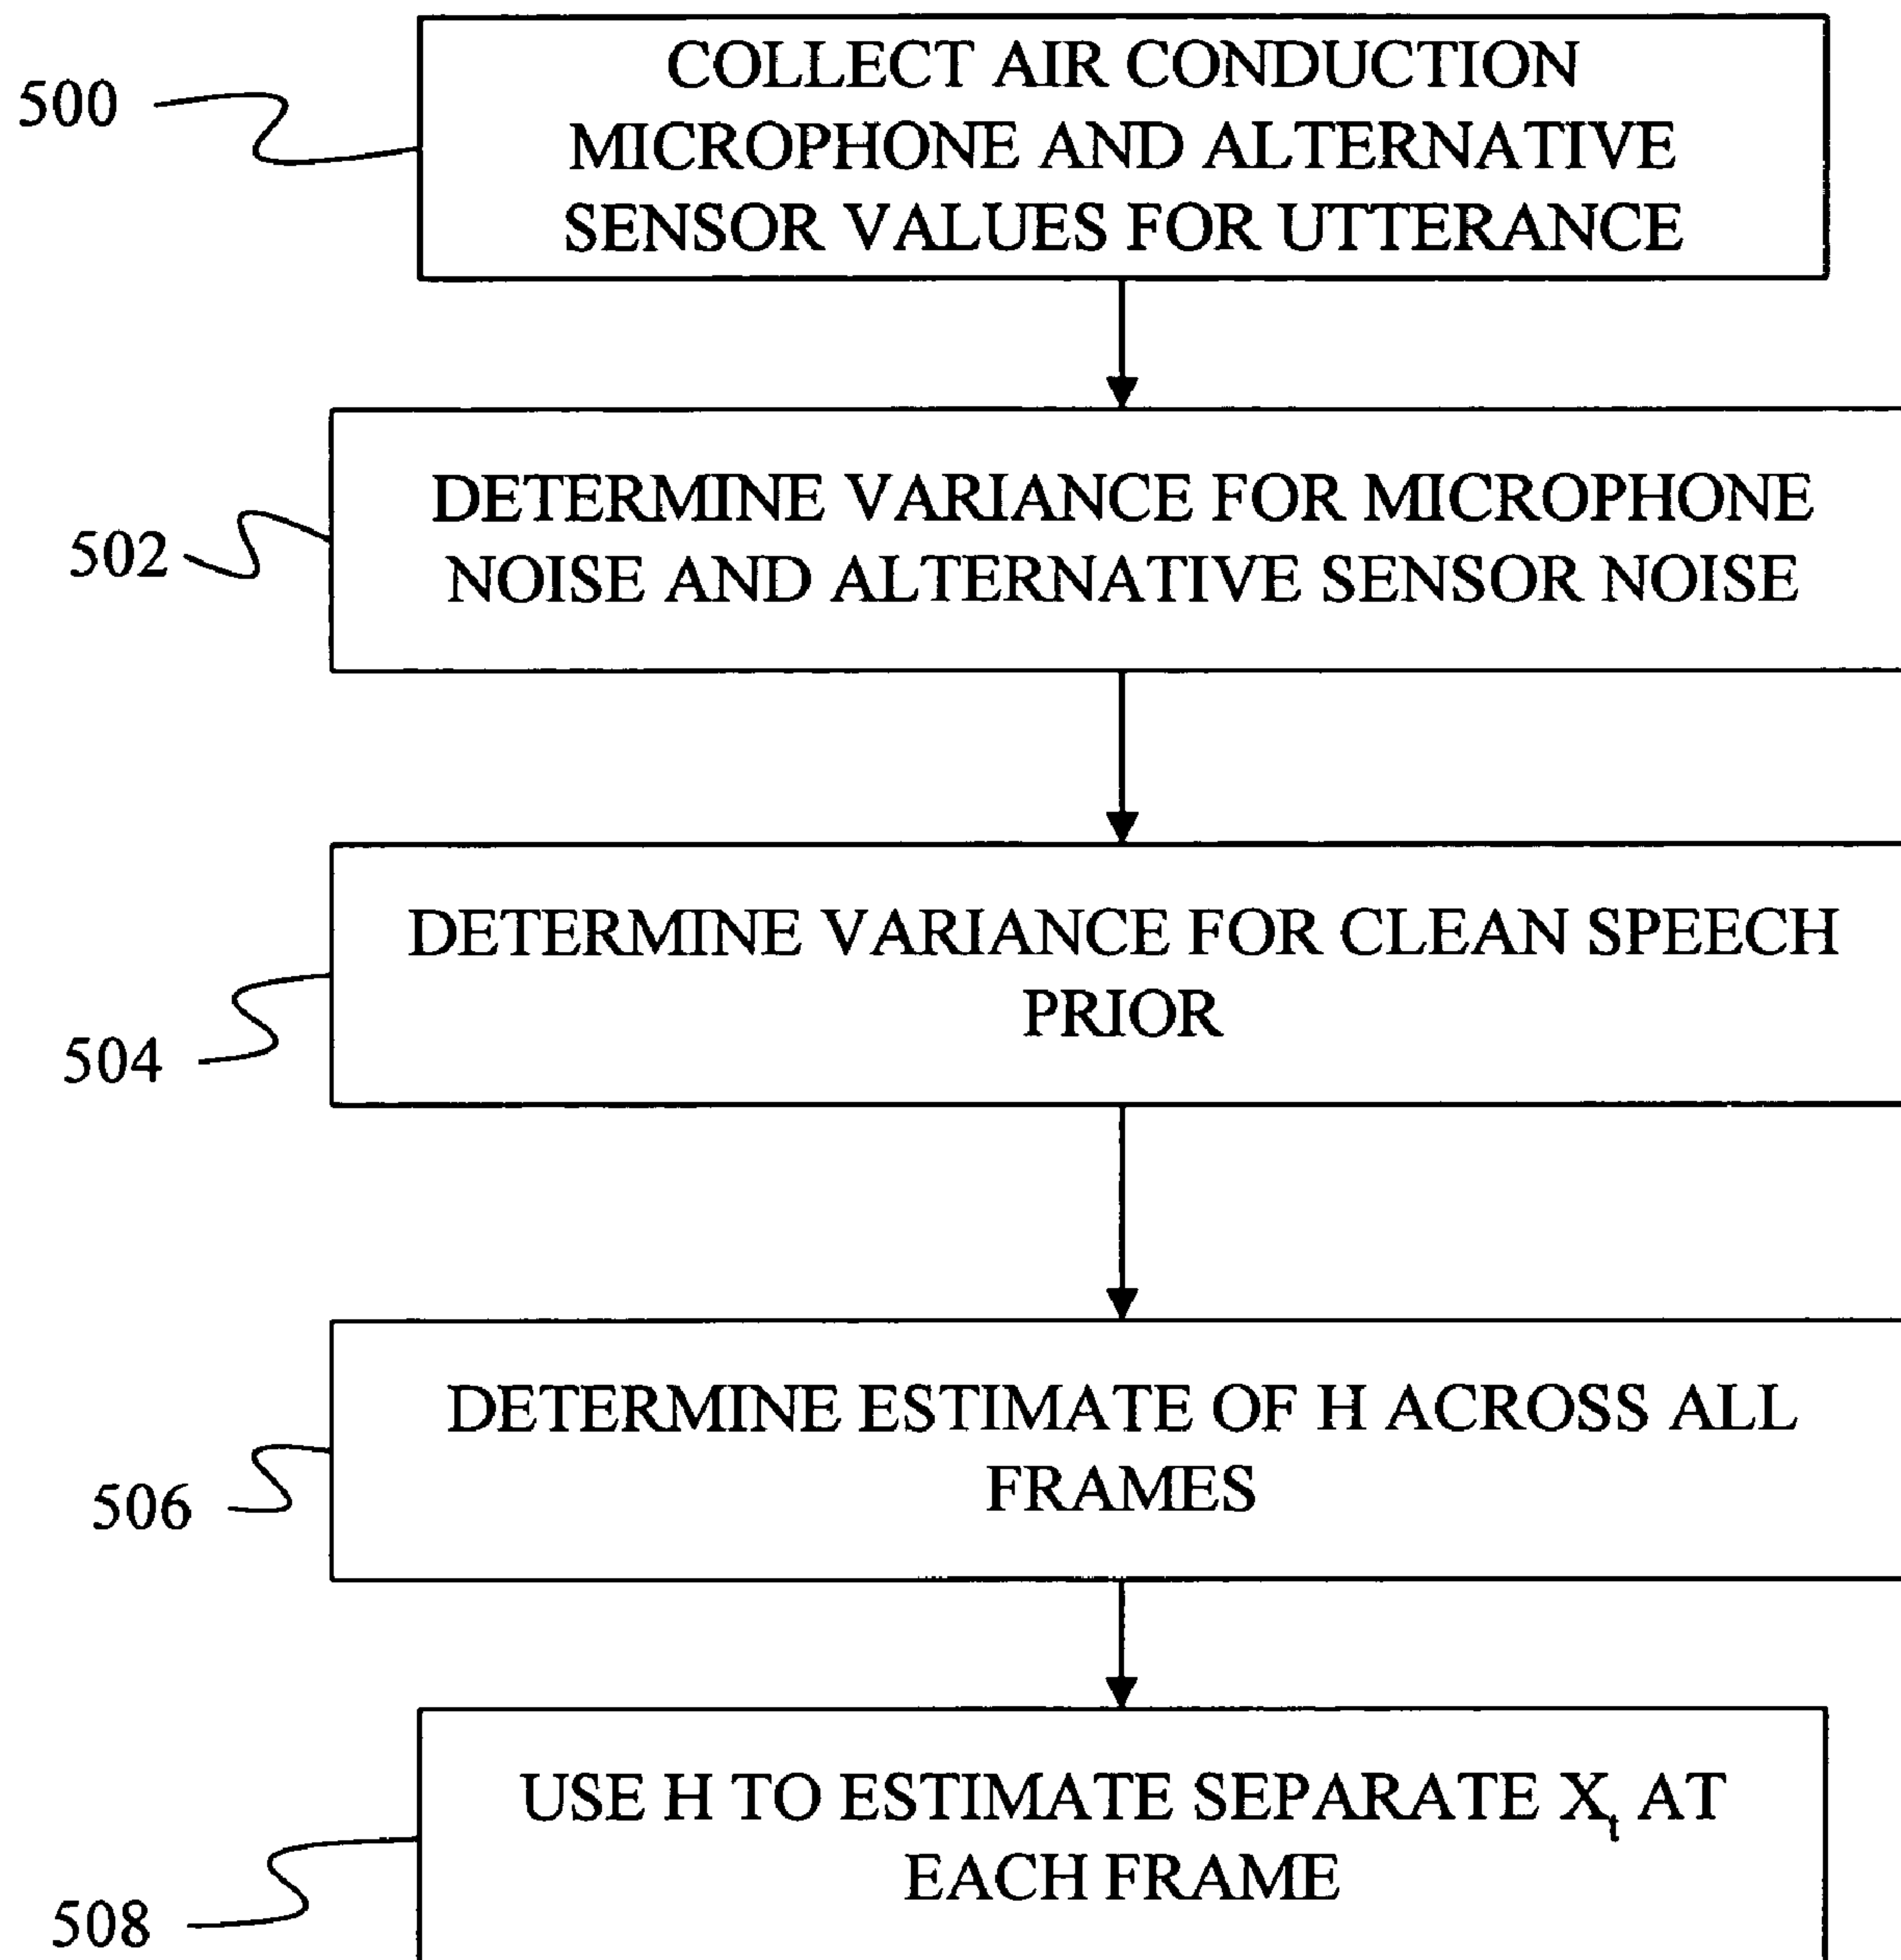 500
COLLECT AIR CONDUCTION
MICROPHONE AND ALTERNATIVE
SENSOR VALUES FOR UTTERANCE
502
DETERMINE VARIANCE FOR MICROPHONE
NOISE AND ALTERNATIVE SENSOR NOISE
504
DETERMINE VARIANCE FOR CLEAN SPEECH
PRIOR
506
DETERMINE ESTIMATE OF H ACROSS ALL
FRAMES
508
USE H TO ESTIMATE SEPARATE Xt AT
EACH FRAME